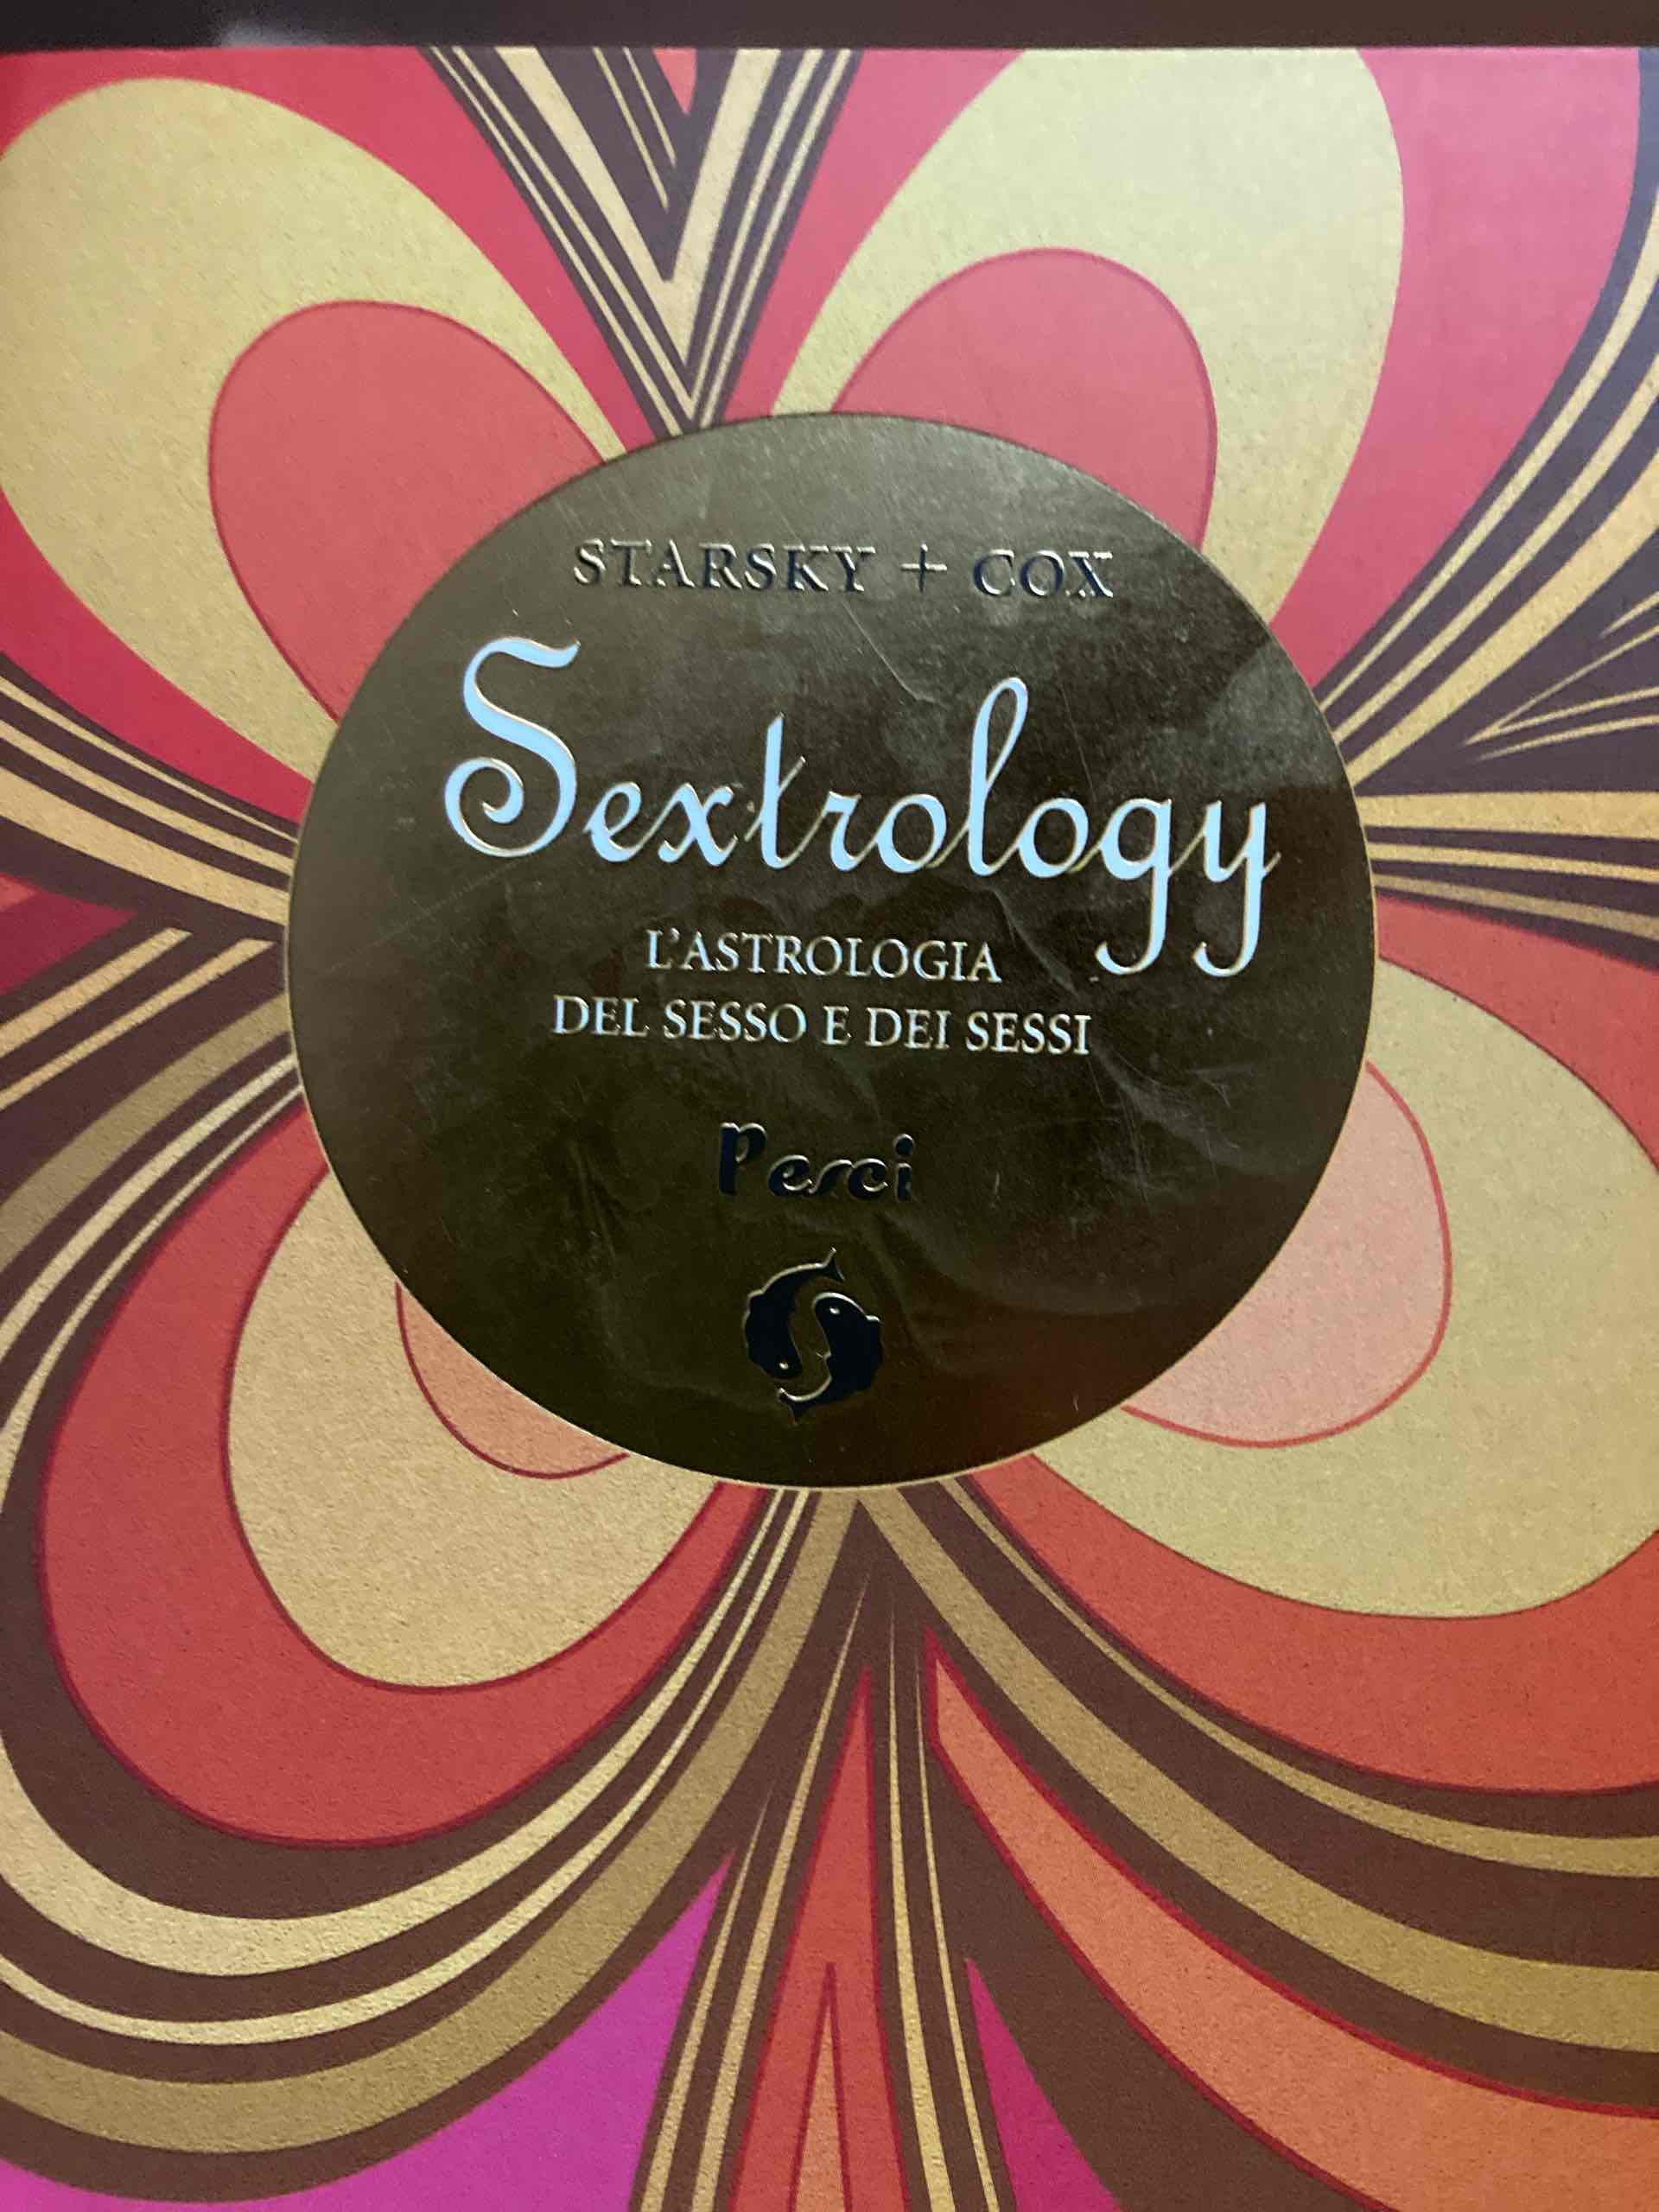 STARSKY + COX
Sextrology
L'ASTROLOGIA
DEL SESSO E DEI SESSI
Pesci